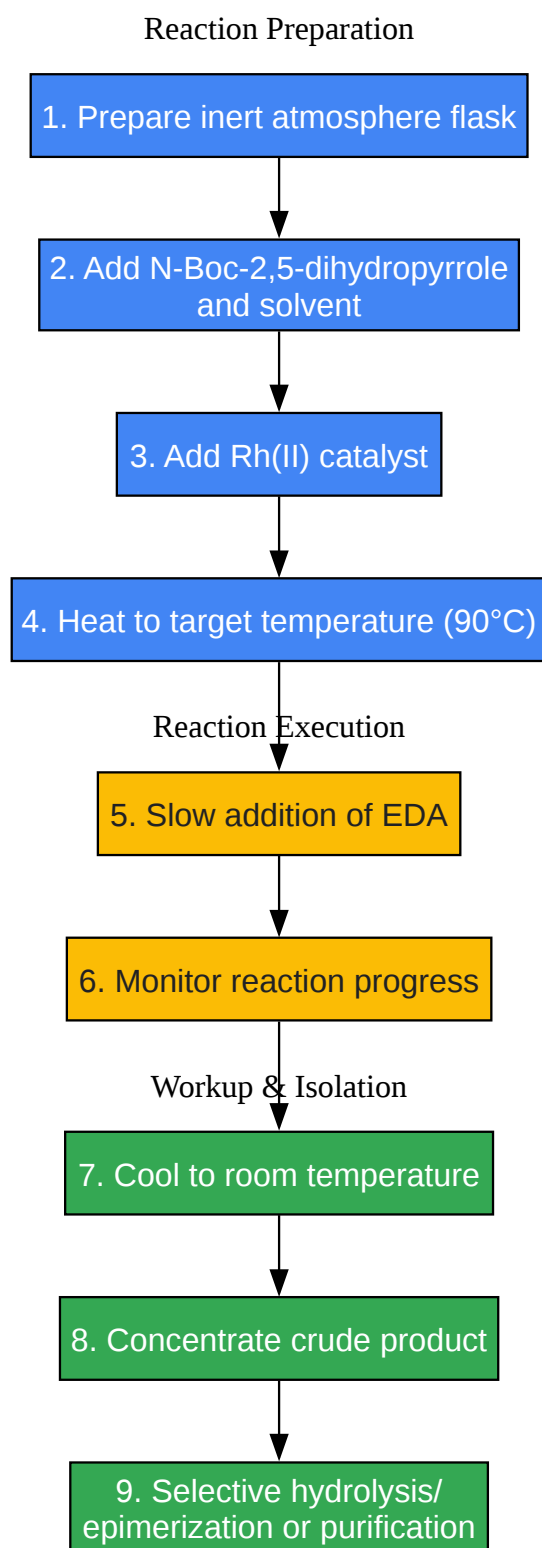 Reaction Preparation
1. Prepare inert atmosphere flask
2. Add N-Boc-2,5-dihydropyrrole
and solvent
3. Add Rh(II) catalyst
4. Heat to target temperature (90°C)
Reaction Execution
5. Slow addition of EDA
6. Monitor reaction progress
Workup & Isolation
7. Cool to room temperature
8. Concentrate crude product
9. Selective hydrolysis/
epimerization or purification